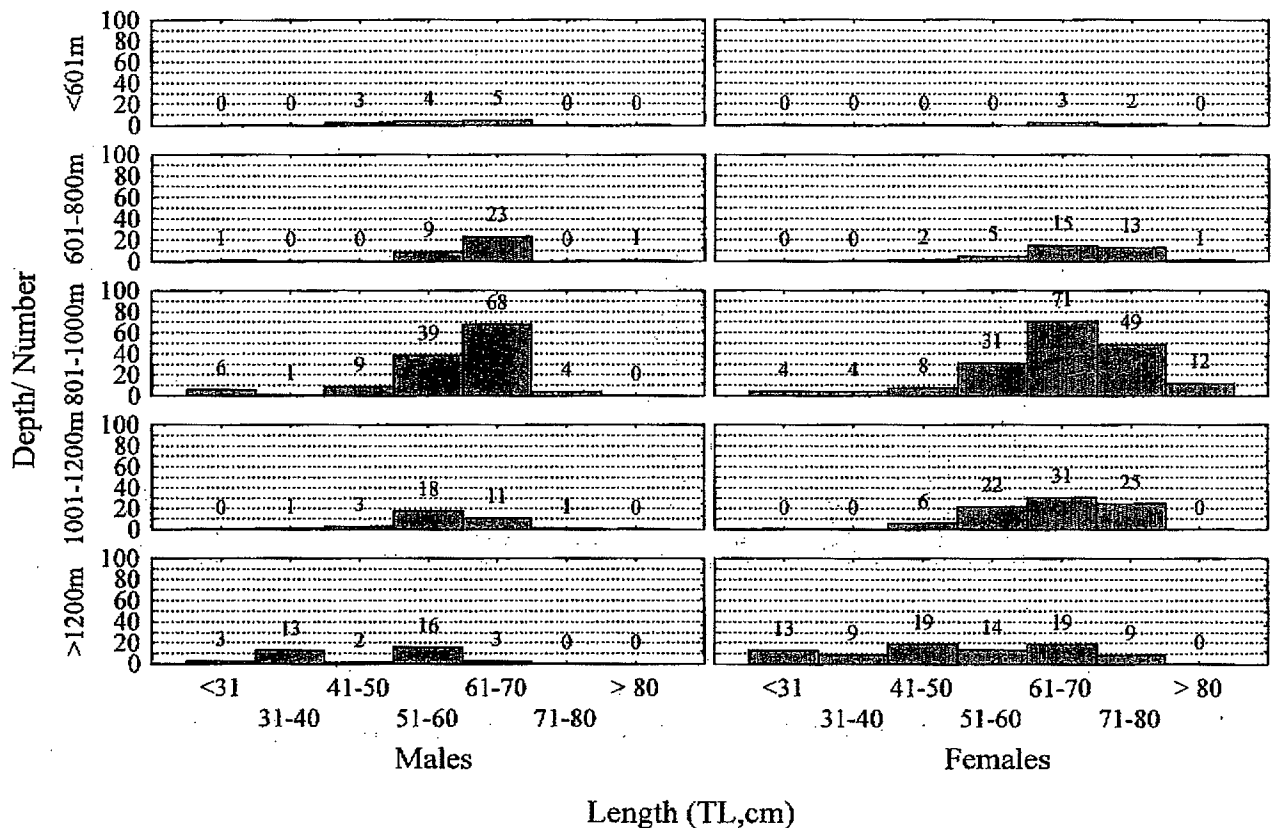 Depth/ Number
<601m
100
80
60
40
20
0
0 0 3 4 5 0 0
0 0 0 0 3 2 0
601-800m
100
80
60
40
20
0
1 0 0 9 23 0 1
0 0 2 5 15 13 1
801-1000m
100
80
60
40
20
0
6 1 9 39 68 4 0
4 4 8 31 71 49 12
1001-1200m
100
80
60
40
20
0
0 1 3 18 11 1 0
0 0 6 22 31 25 0
>1200m
100
80
60
40
20
0
3 13 2 16 3 0 0
13 9 19 14 19 9 0
<31 41-50 61-70 > 80 <31 41-50 61-70 > 80
31-40 51-60 71-80 31-40 51-60 71-80
Males Females
Length (TL,cm)